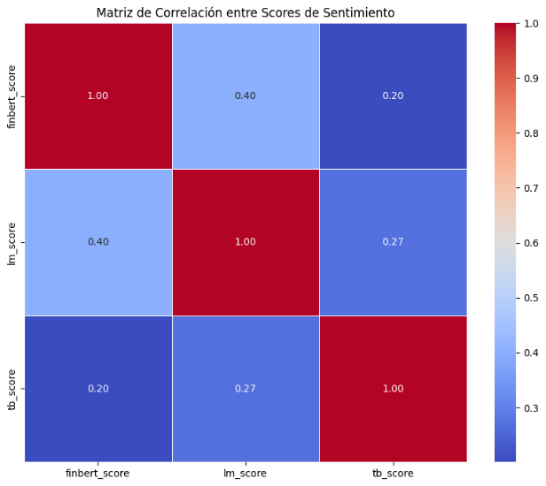 Matriz de Correlación entre Scores de Sentimiento
finbert_score
1.00
0.40
0.20
lm_score
0.40
1.00
0.27
tb_score
0.20
0.27
1.00
finbert_score
lm_score
tb_score
1.0
0.9
0.8
0.7
0.6
0.5
0.4
0.3